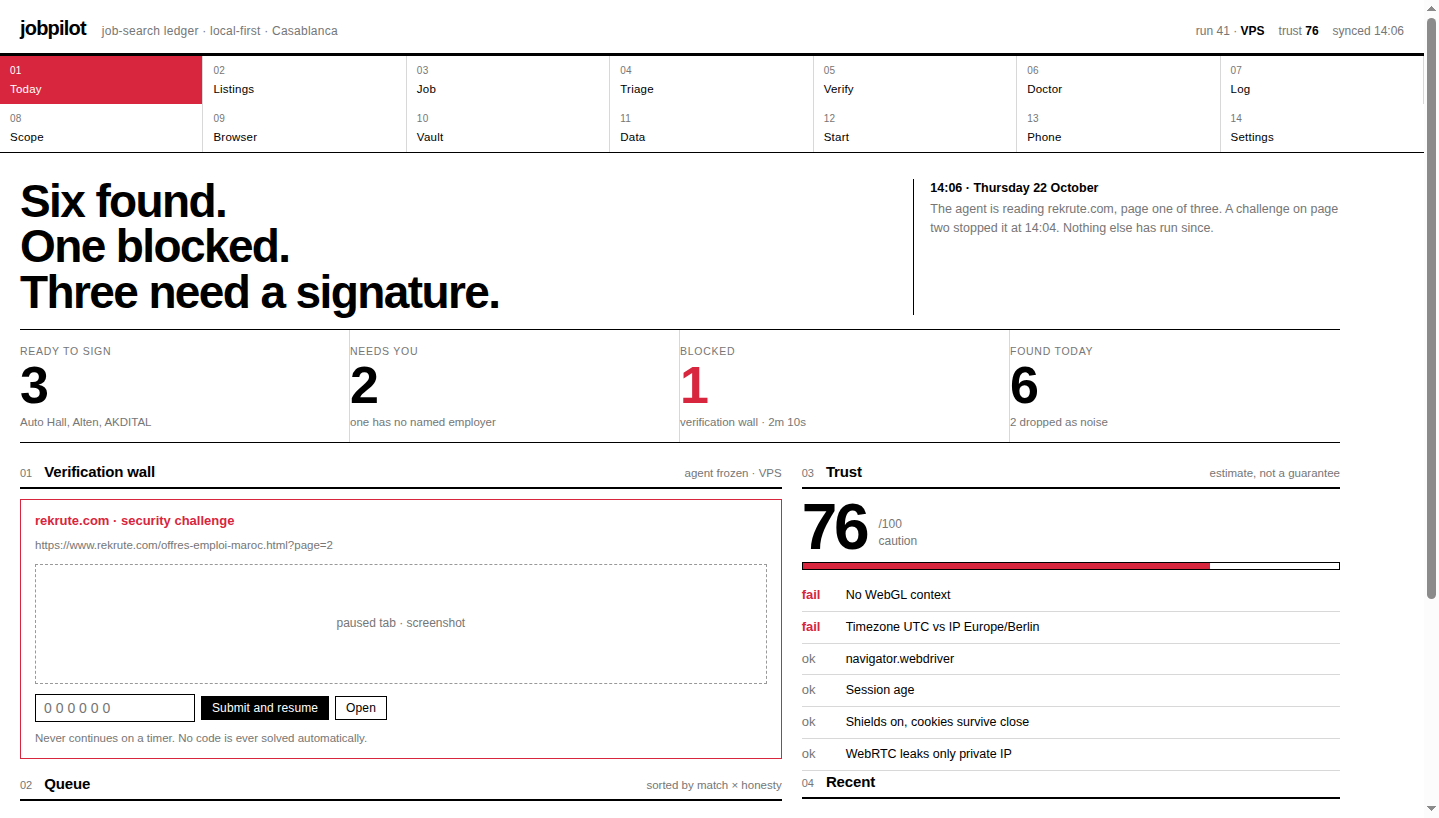 jobpilot
job-search ledger · local-first · Casablanca
run 41 · VPS trust 76 synced 14:06
01
Today
02
Listings
03
Job
04
Triage
05
Verify
06
Doctor
07
Log
08
Scope
09
Browser
10
Vault
11
Data
12
Start
13
Phone
14
Settings
Six found.
One blocked.
Three need a signature.
14:06 · Thursday 22 October
The agent is reading rekrute.com, page one of three. A challenge on page
two stopped it at 14:04. Nothing else has run since.
READY TO SIGN
3
Auto Hall, Alten, AKDITAL
NEEDS YOU
2
one has no named employer
BLOCKED
1
verification wall · 2m 10s
FOUND TODAY
6
2 dropped as noise
01 Verification wall agent frozen · VPS
rekrute.com · security challenge
https://www.rekrute.com/offres-emploi-maroc.html?page=2
paused tab · screenshot
000000 Submit and resume Open
Never continues on a timer. No code is ever solved automatically.
02 Queue sorted by match × honesty
03 Trust estimate, not a guarantee
76
/100
caution
fail No WebGL context
fail Timezone UTC vs IP Europe/Berlin
ok navigator.webdriver
ok Session age
ok Shields on, cookies survive close
ok WebRTC leaks only private IP
04 Recent